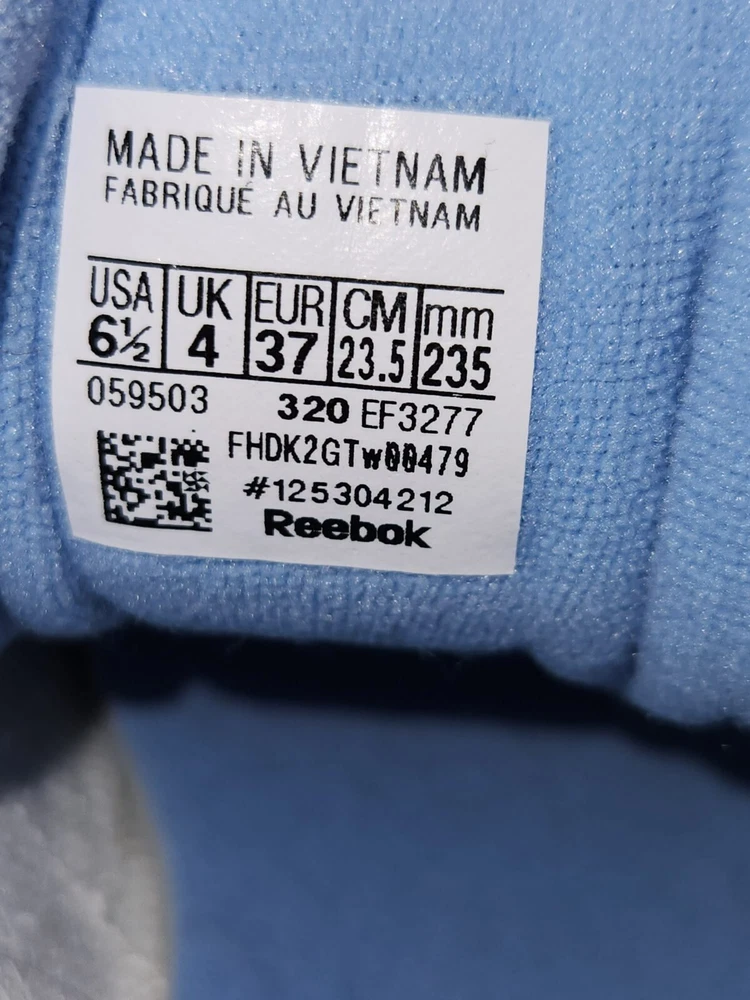 MADE IN VIETNAM
FABRIQUÉ AU VIETNAM
USA UK EUR CM mm
6½ 4 37 23.5 235
059503 320 EF3277
FHDK2GTw00479
#125304212
Reebok